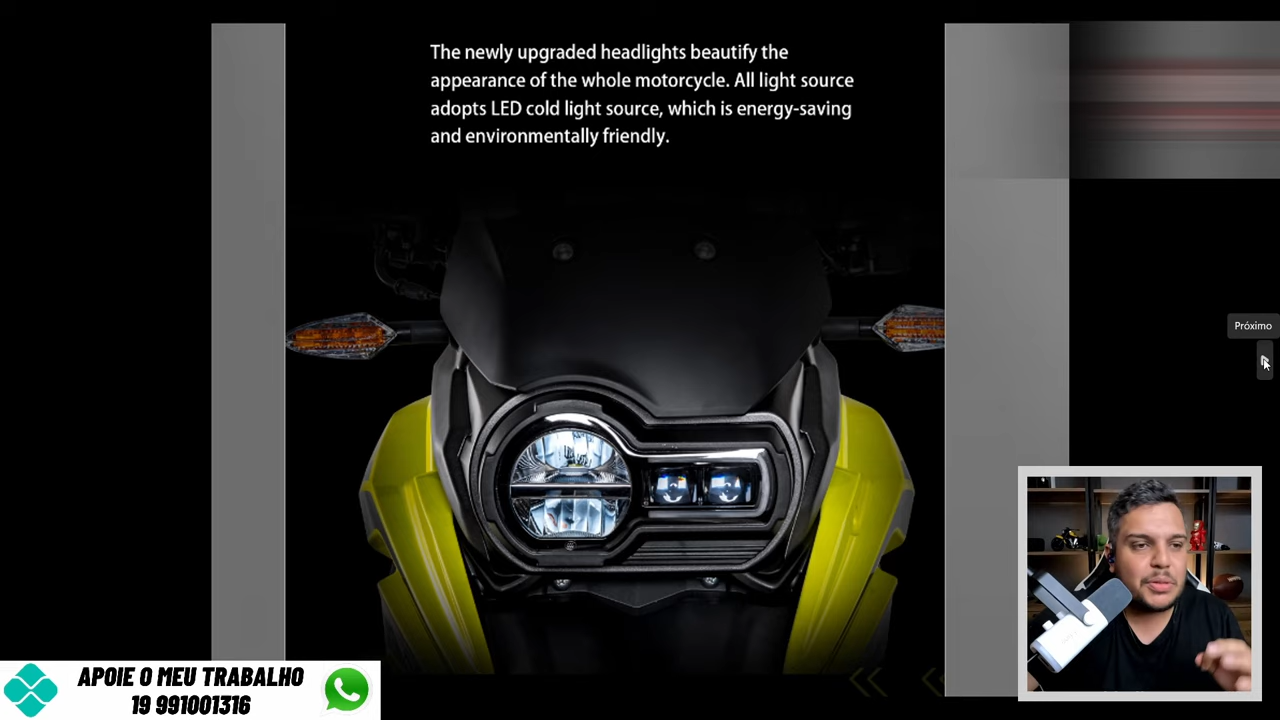 The newly upgraded headlights beautify the
appearance of the whole motorcycle. All light source
adopts LED cold light source, which is energy-saving
and environmentally friendly.
Próximo
APOIE O MEU TRABALHO
19 991001316